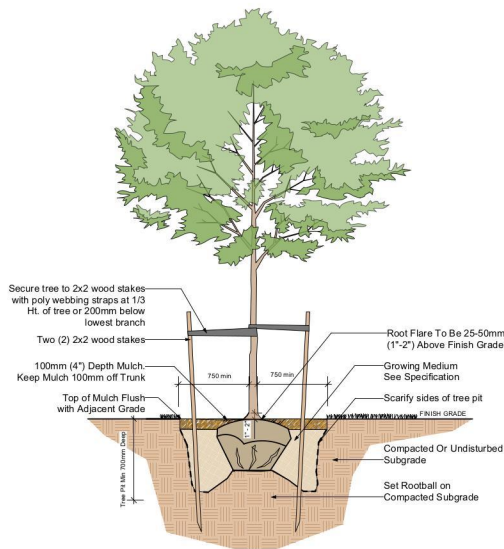 Secure tree to 2x2 wood stakes
with poly webbing straps at 1/3
Ht. of tree or 200mm below
lowest branch
Two (2) 2x2 wood stakes
100mm (4") Depth Mulch.
Keep Mulch 100mm off Trunk
Top of Mulch Flush
with Adjacent Grade
Tree Pit Min 700mm Deep
750 min
750 min
1"- 2"
Root Flare To Be 25-50mm
(1"-2") Above Finish Grade
Growing Medium
See Specification
Scarify sides of tree pit
FINISH GRADE
Compacted Or Undisturbed
Subgrade
Set Rootball on
Compacted Subgrade